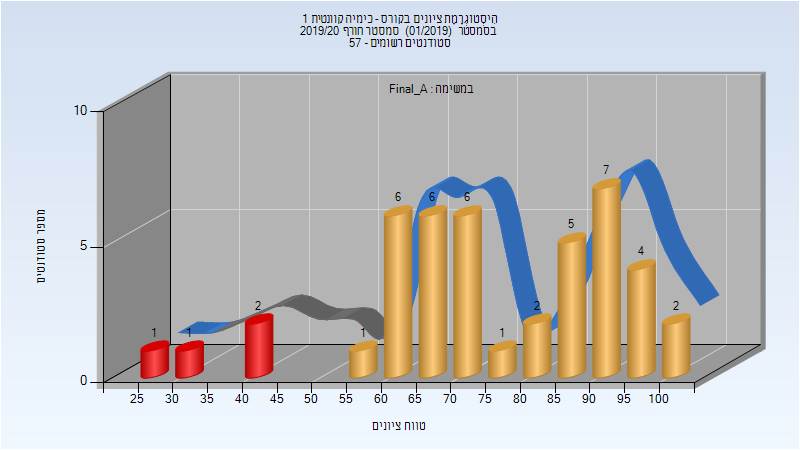 היסטוגרמת ציונים בקורס - כימיה קוונטית 1
בסמסטר (01/2019) סמסטר חורף 2019/20
סטודנטים רשומים - 57
במשימה : Final_A
מספר סטודנטים
10
5
0
1
1
2
1
6
6
6
1
2
5
7
4
2
25 30 35 40 45 50 55 60 65 70 75 80 85 90 95 100
טווח ציונים